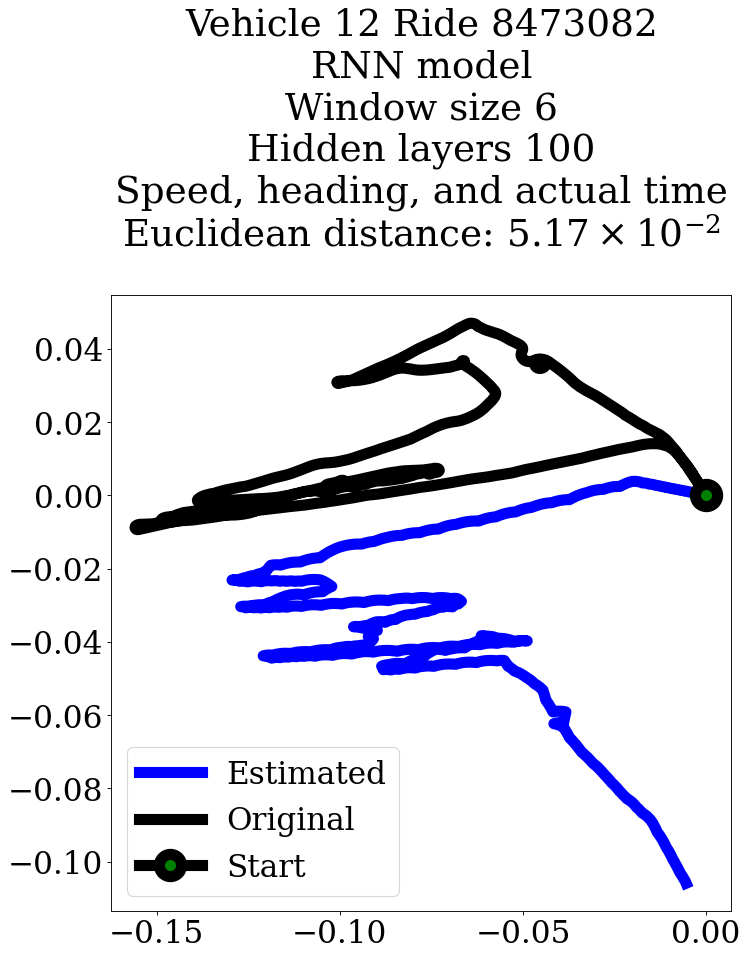 Vehicle 12 Ride 8473082
RNN model
Window size 6
Hidden layers 100
Speed, heading, and actual time
Euclidean distance: 5.17 × 10⁻²
0.04
0.02
0.00
−0.02
−0.04
−0.06
−0.08
−0.10
Estimated
Original
Start
−0.15 −0.10 −0.05 0.00